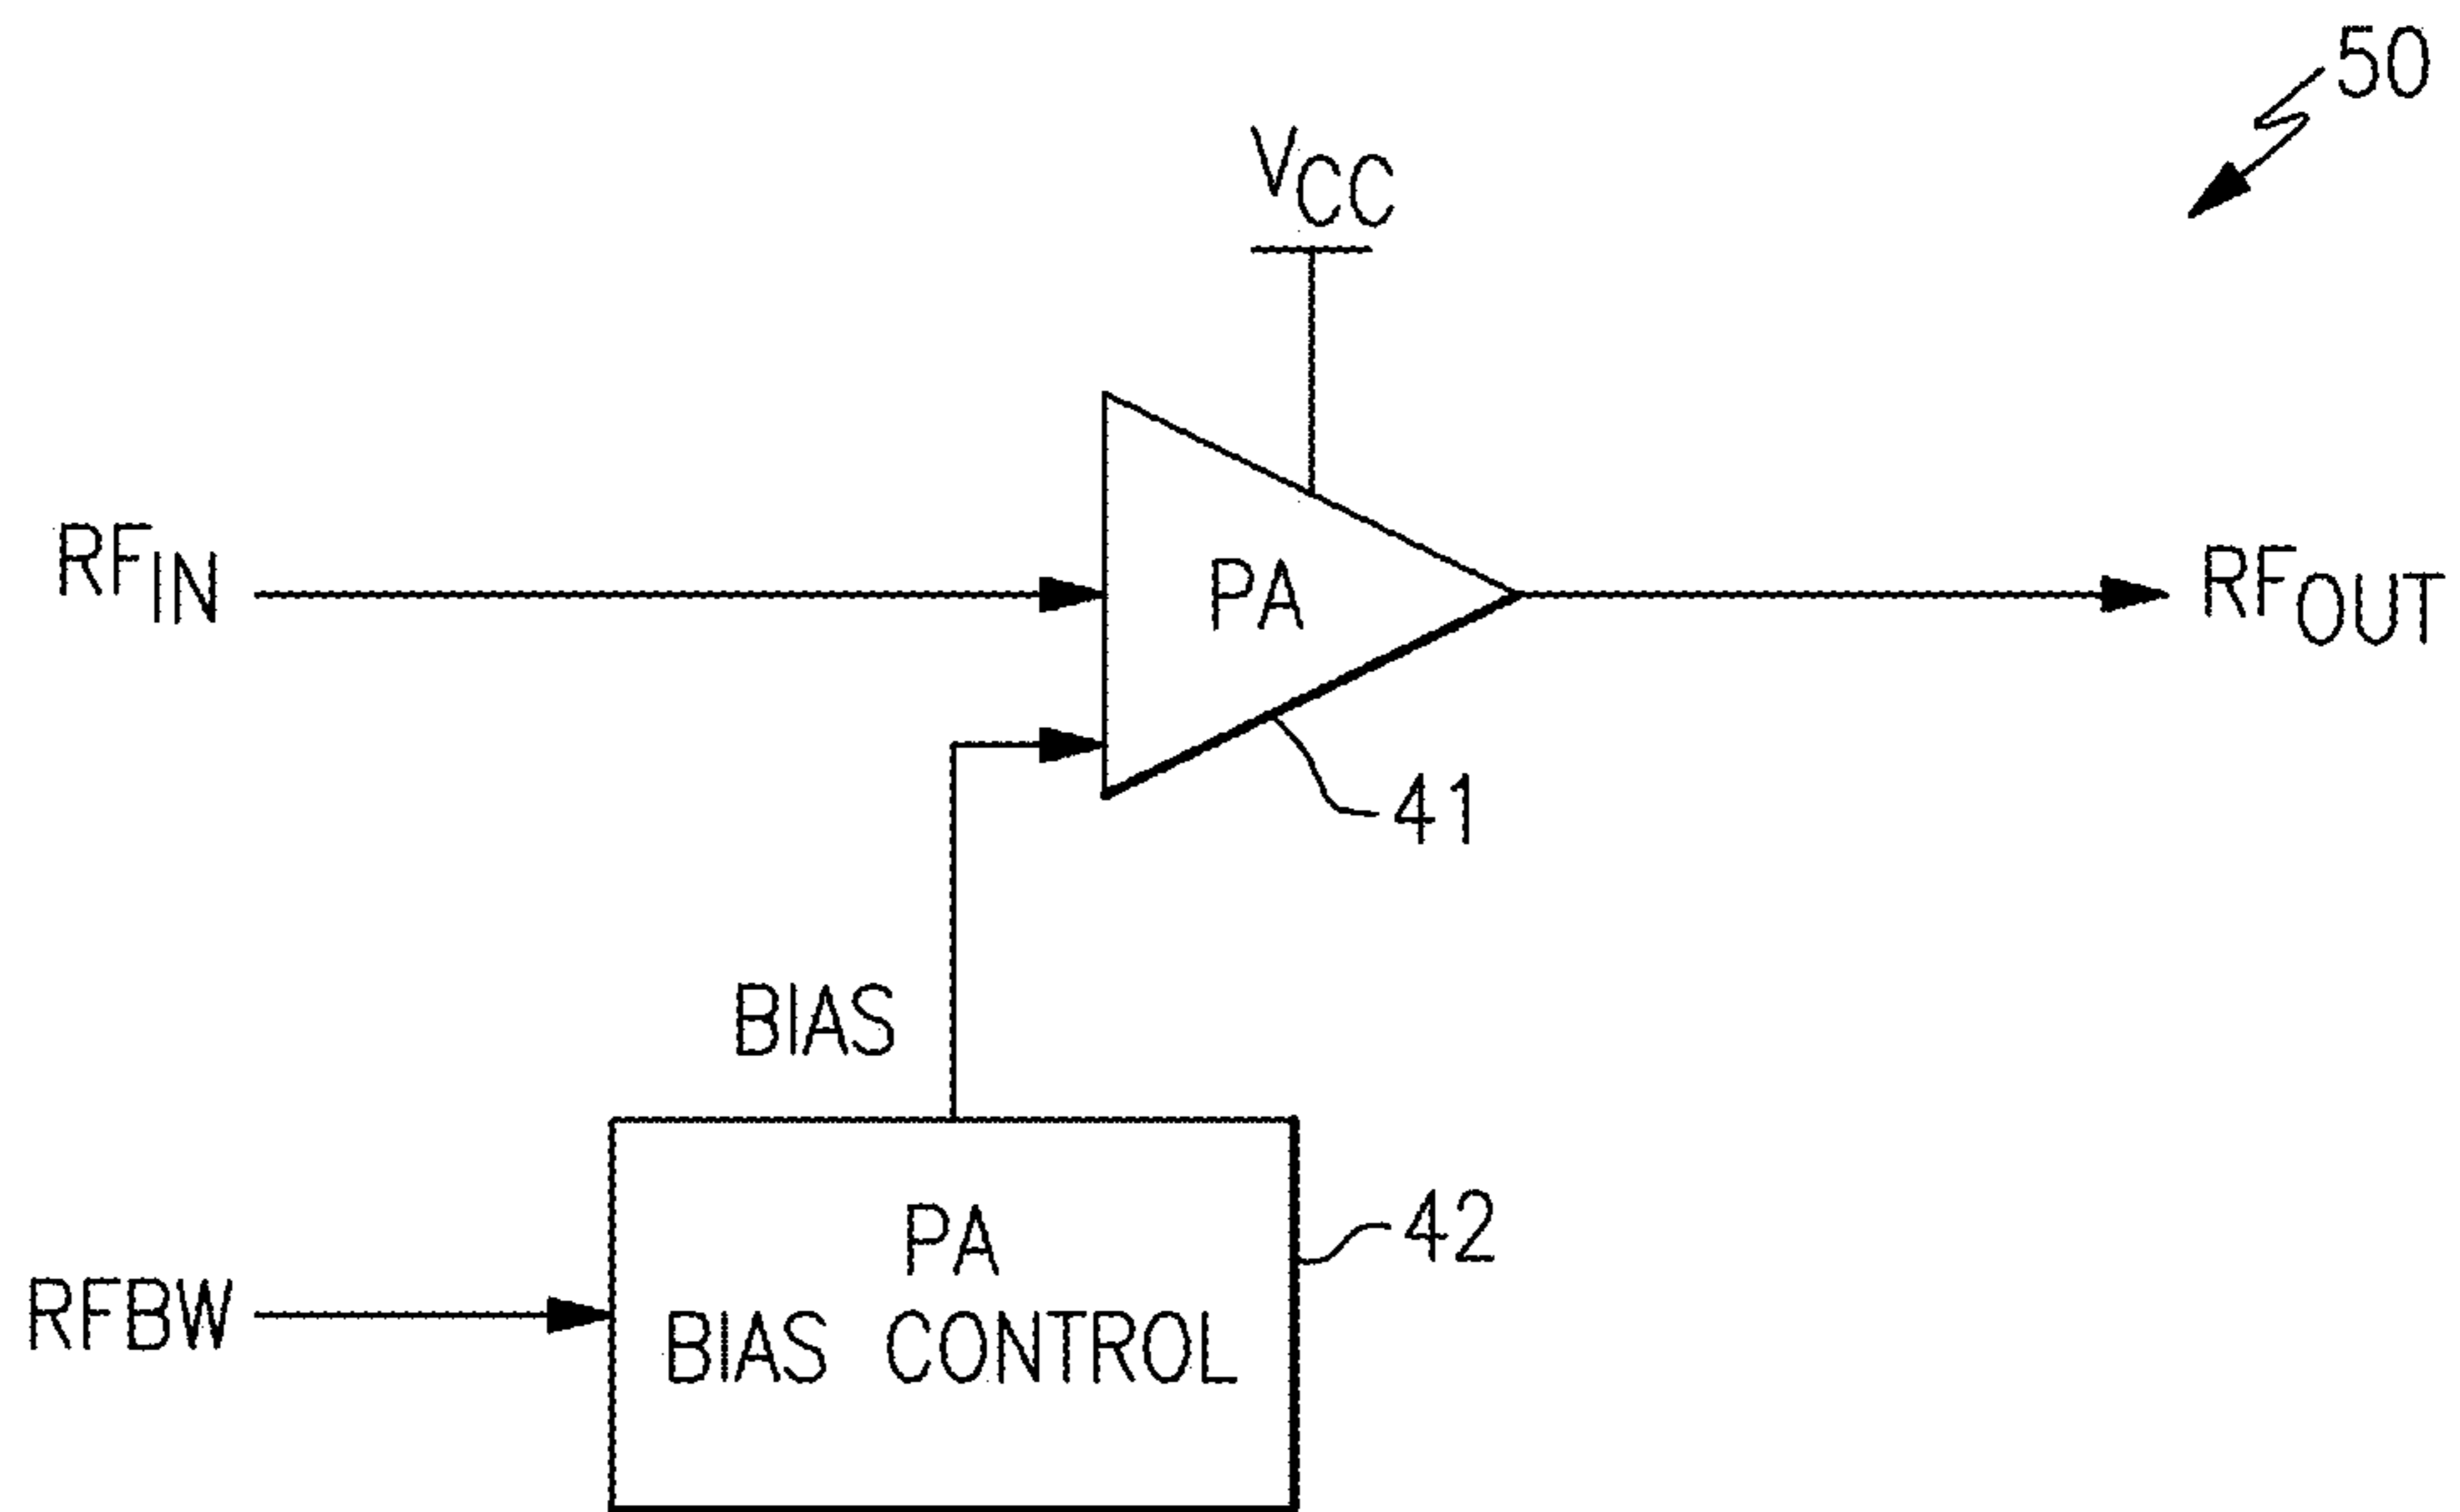 50
VCC
RFIN
PA
RFOUT
41
BIAS
PA
BIAS CONTROL
42
RFBW